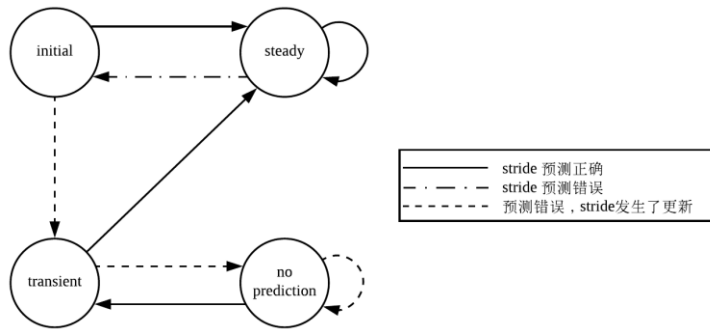 initial
steady
transient
no
prediction
stride 预测正确
stride 预测错误
预测错误，stride发生了更新